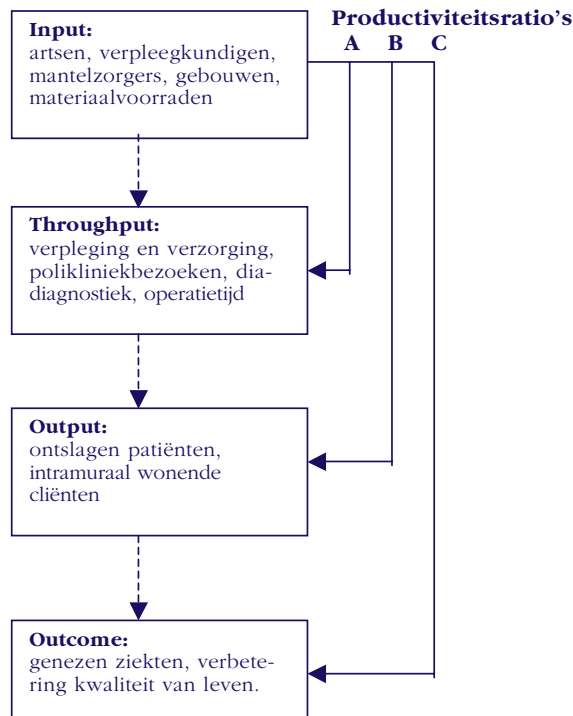 Productiviteitsratio’s
A B C
Input:
artsen, verpleegkundigen,
mantelzorgers, gebouwen,
materiaalvoorraden
Throughput:
verpleging en verzorging,
polikliniekbezoeken, dia-
diagnostiek, operatietijd
Output:
ontslagen patiënten,
intramuraal wonende
cliënten
Outcome:
genezen ziekten, verbete-
ring kwaliteit van leven.